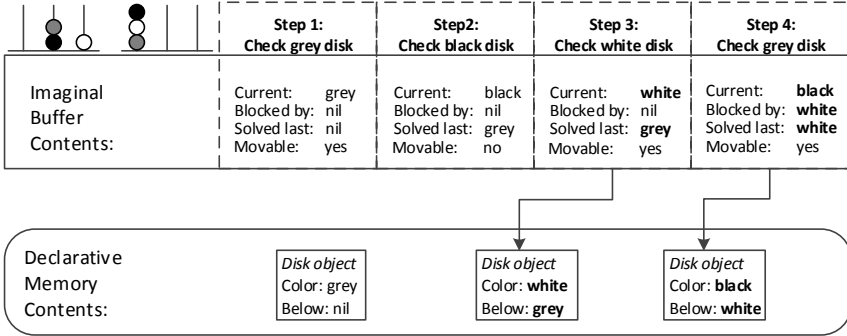 Step 1:
Check grey disk
Step2:
Check black disk
Step 3:
Check white disk
Step 4:
Check grey disk
Imaginal
Buffer
Contents:
Current: grey
Blocked by: nil
Solved last: nil
Movable: yes
Current: black
Blocked by: nil
Solved last: grey
Movable: no
Current: white
Blocked by: nil
Solved last: grey
Movable: yes
Current: black
Blocked by: white
Solved last: white
Movable: yes
Declarative
Memory
Contents:
Disk object
Color: grey
Below: nil
Disk object
Color: white
Below: grey
Disk object
Color: black
Below: white